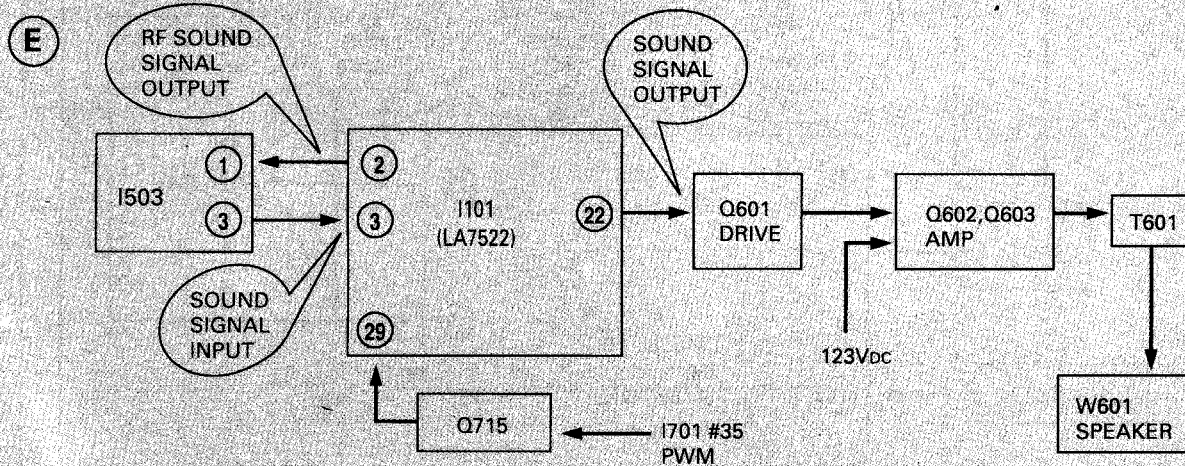 E
RF SOUND
SIGNAL
OUTPUT
SOUND
SIGNAL
OUTPUT
I503
1
3
2
3
I101
(LA7522)
22
29
Q601
DRIVE
Q602,Q603
AMP
T601
SOUND
SIGNAL
INPUT
123VDC
Q715
I701 #35
PWM
W601
SPEAKER